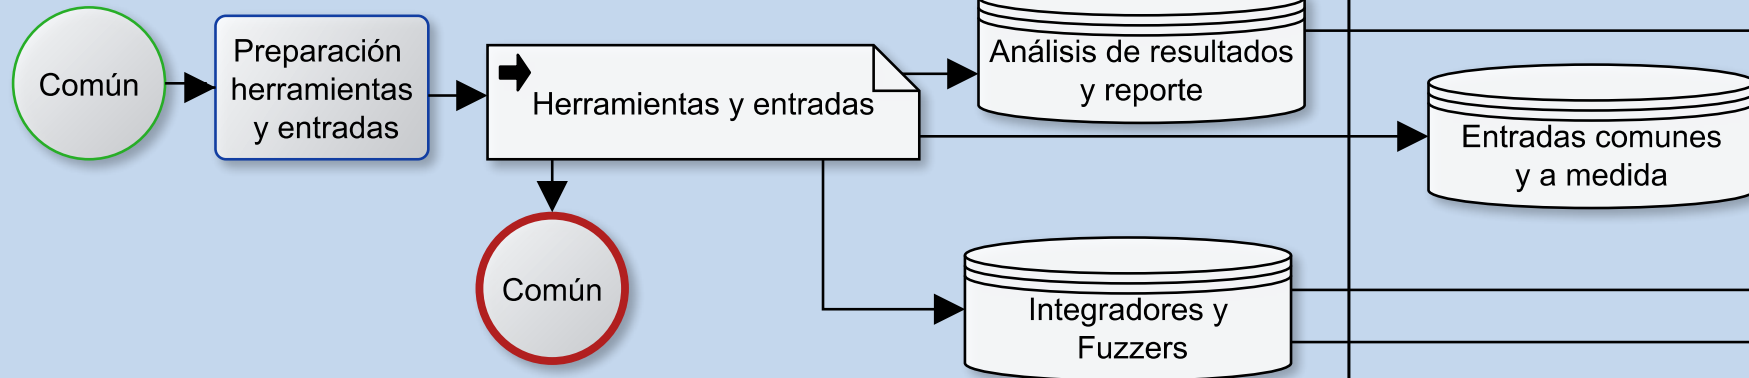 Común
Preparación
herramientas
y entradas
Herramientas y entradas
Análisis de resultados
y reporte
Entradas comunes
y a medida
Común
Integradores y
Fuzzers